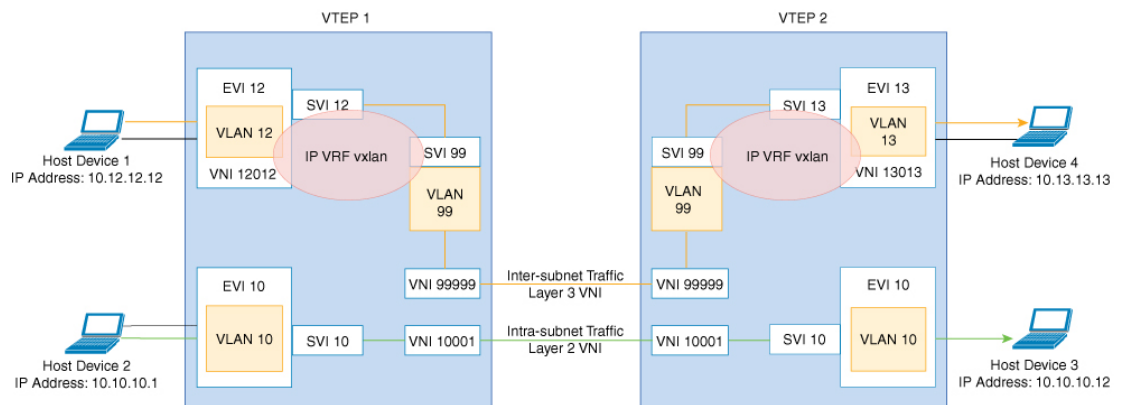 VTEP 1
VTEP 2
EVI 12
SVI 12
VLAN 12
VNI 12012
IP VRF vxlan
SVI 99
VLAN
99
VNI 99999
Host Device 1
IP Address: 10.12.12.12
EVI 10
VLAN 10
SVI 10
VNI 10001
Host Device 2
IP Address: 10.10.10.1
Inter-subnet Traffic
Layer 3 VNI
Intra-subnet Traffic
Layer 2 VNI
SVI 13
EVI 13
VLAN
13
VNI 13013
IP VRF vxlan
SVI 99
VLAN
99
VNI 99999
Host Device 4
IP Address: 10.13.13.13
EVI 10
VLAN 10
SVI 10
VNI 10001
Host Device 3
IP Address: 10.10.10.12